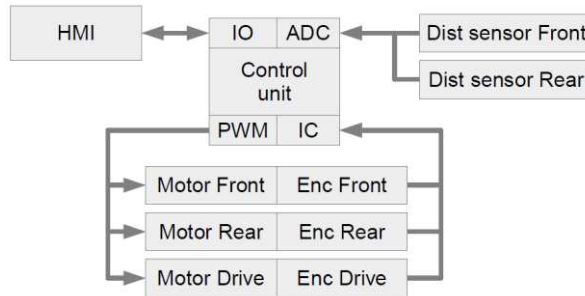 HMI
IO ADC
Dist sensor Front
Control
unit
Dist sensor Rear
PWM IC
Motor Front Enc Front
Motor Rear Enc Rear
Motor Drive Enc Drive